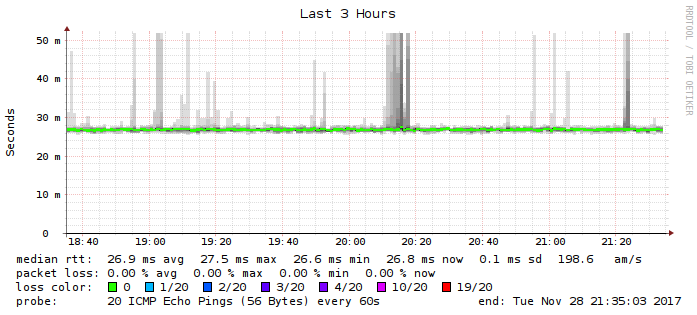 Last 3 Hours
RRDTOOL / TOBI OETIKER
Seconds
50 m
40 m
30 m
20 m
10 m
0
18:40 19:00 19:20 19:40 20:00 20:20 20:40 21:00 21:20
median rtt: 26.9 ms avg 27.5 ms max 26.6 ms min 26.8 ms now 0.1 ms sd 198.6 am/s
packet loss: 0.00 % avg 0.00 % max 0.00 % min 0.00 % now
loss color: 0 1/20 2/20 3/20 4/20 10/20 19/20
probe: 20 ICMP Echo Pings (56 Bytes) every 60s end: Tue Nov 28 21:35:03 2017